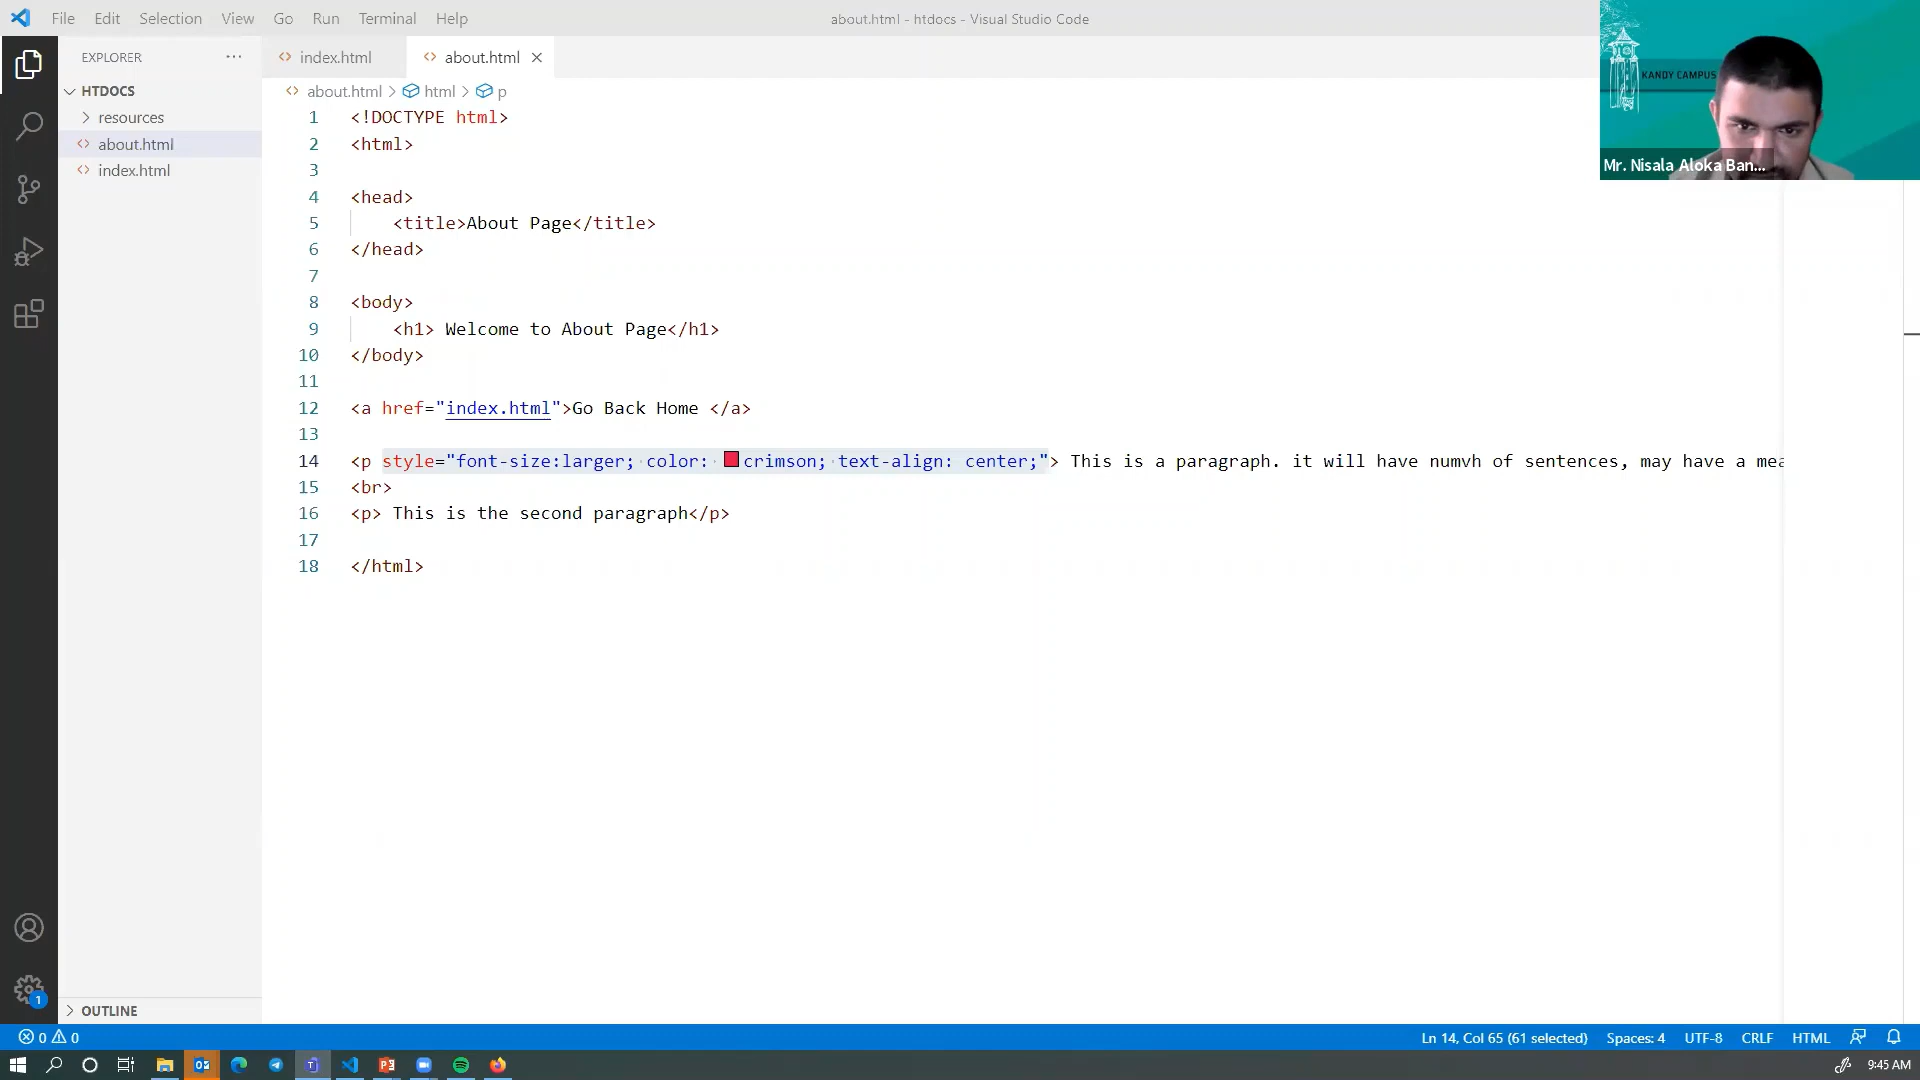 File Edit Selection View Go Run Terminal Help
about.html - htdocs - Visual Studio Code
KANDY CAMPUS
Mr. Nisala Aloka Ban...
EXPLORER
index.html
about.html
HTDOCS
resources
about.html
index.html
about.html > html > p
1 <!DOCTYPE html>
2 <html>
3
4 <head>
5 <title>About Page</title>
6 </head>
7
8 <body>
9 <h1> Welcome to About Page</h1>
10 </body>
11
12 <a href="index.html">Go Back Home </a>
13
14 <p style="font-size:larger; color: crimson; text-align: center;"> This is a paragraph. it will have numvh of sentences, may have a mea
15 <br>
16 <p> This is the second paragraph</p>
17
18 </html>
1
OUTLINE
0 0
Ln 14, Col 65 (61 selected) Spaces: 4 UTF-8 CRLF HTML
9:45 AM